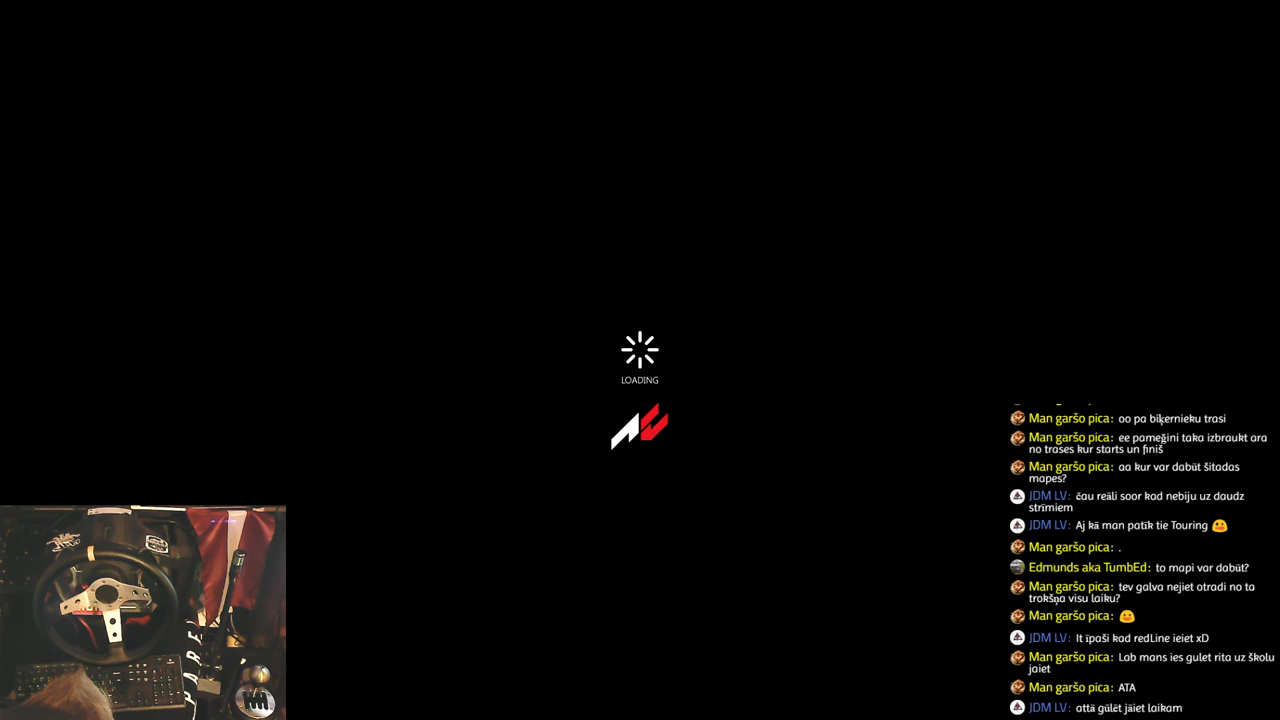 LOADING
Man garšo pica: oo pa biķernieku trasi
Man garšo pica: ee pameģini taka izbraukt ara
no trases kur starts un finiš
Man garšo pica: aa kur var dabūt šitadas
mapes?
JDM LV: čau reāli soor kad nebiju uz daudz
strīmiem
JDM LV: Aj kā man patīk tie Touring
Man garšo pica: .
Edmunds aka TumbEd: to mapi var dabūt?
Man garšo pica: tev galva nejiet otradi no ta
trokšņa visu laiku?
Man garšo pica:
JDM LV: It īpaši kad redLine ieiet xD
Man garšo pica: Lab mans ies gulet rita uz školu
jaiet
Man garšo pica: ATA
JDM LV: attā gūlēt jāiet laikam